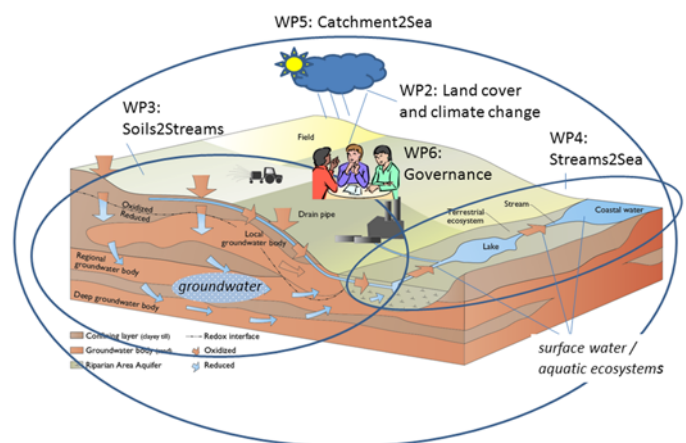 WP5: Catchment2Sea
WP2: Land cover
and climate change
WP3:
Soils2Streams
WP4:
Streams2Sea
WP6:
Governance
Field
Oxidized
Reduced
Drain pipe
Local
groundwater body
Terrestrial
ecosystem
Stream
Coastal water
Lake
Regional
groundwater body
groundwater
Deep groundwater body
surface water /
aquatic ecosystems
Confining layer (clayey till)
Redox interface
Groundwater body
Oxidized
Riparian Area Aquifer
Reduced